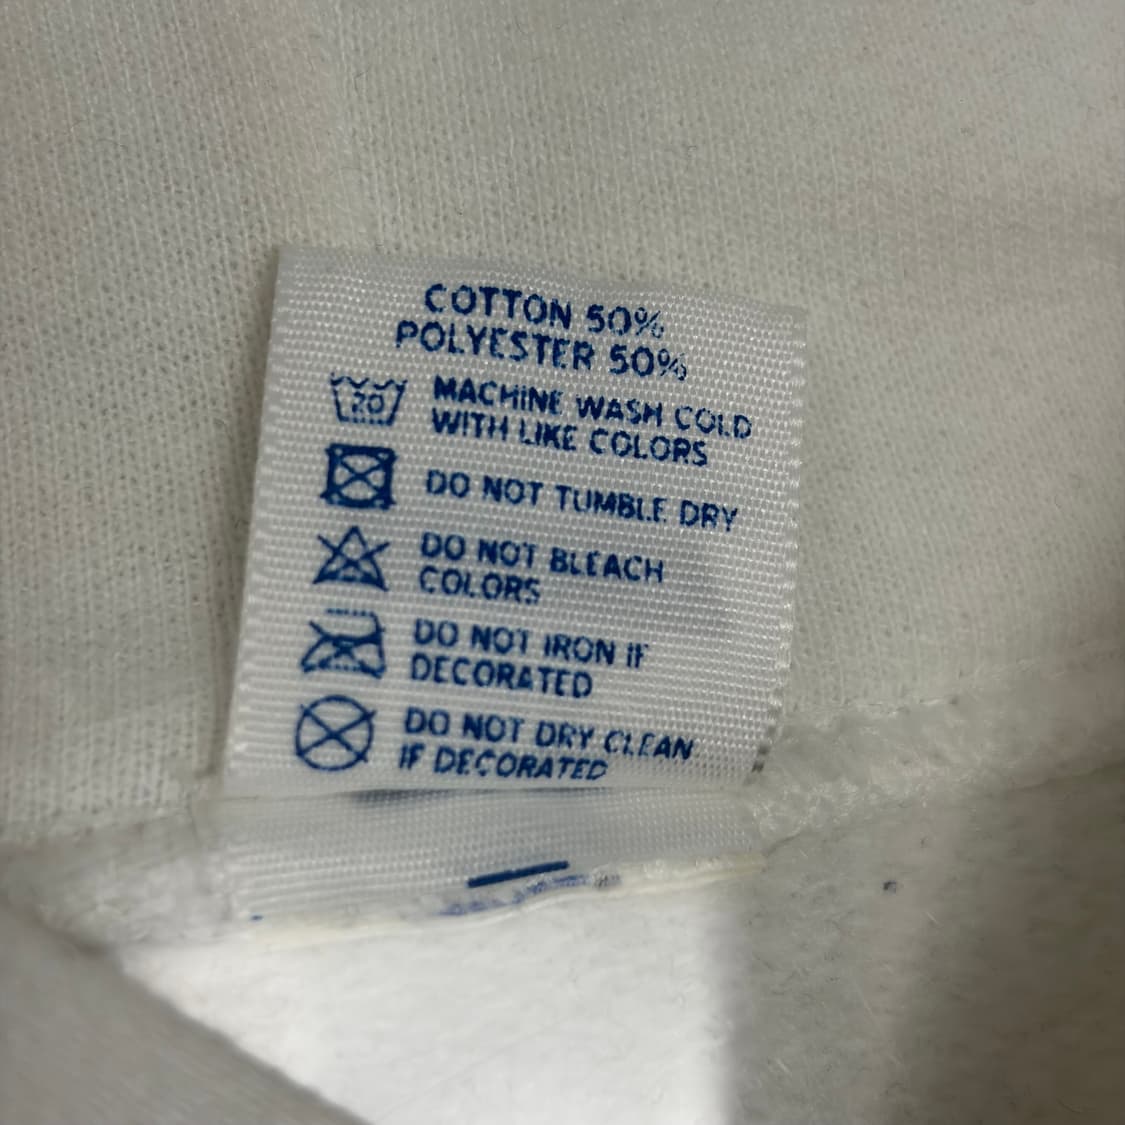 COTTON 50%
POLYESTER 50%
20
MACHINE WASH COLD
WITH LIKE COLORS
DO NOT TUMBLE DRY
DO NOT BLEACH
COLORS
DO NOT IRON IF
DECORATED
DO NOT DRY CLEAN
IF DECORATED